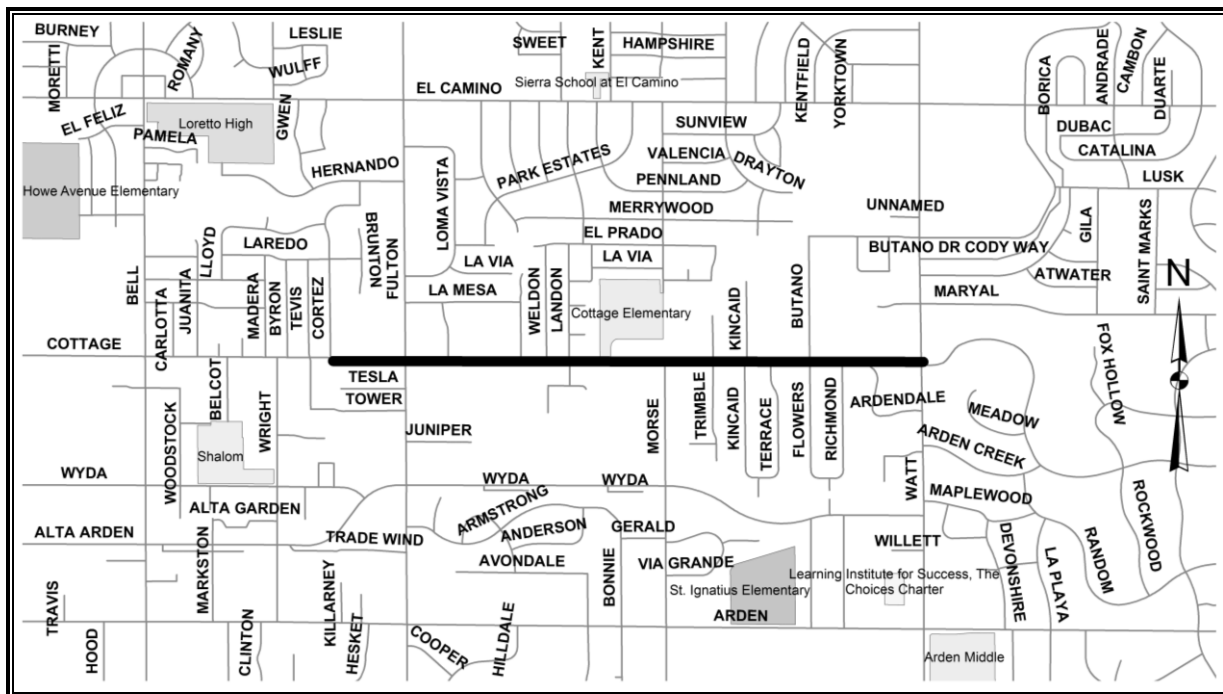 BURNEY
MORETTI
ROMANY
LESLIE
WULFF
SWEET
KENT
HAMPSHIRE
Sierra School at El Camino
KENTFIELD
YORKTOWN
BORICA
ANDRADE
CAMBON
DUARTE
EL CAMINO
EL FELIZ
PAMELA
Loretto High
GWEN
SUNVIEW
DUBAC
CATALINA
HERNANDO
LOMA VISTA
PARK ESTATES
VALENCIA
DRAYTON
PENNLAND
LUSK
Howe Avenue Elementary
MERRYWOOD
UNNAMED
LLOYD
LAREDO
BRUNTON
FULTON
EL PRADO
BUTANO DR CODY WAY
GILA
SAINT MARKS
BELL
LA VIA
LA VIA
ATWATER
N
CARLOTTA
JUANITA
MADERA
BYRON
TEVIS
CORTEZ
LA MESA
WELDON
LANDON
Cottage Elementary
KINCAID
BUTANO
MARYAL
COTTAGE
FOX HOLLOW
BELCOT
TESLA
TOWER
WOODSTOCK
WRIGHT
JUNIPER
MORSE
TRIMBLE
KINCAID
TERRACE
FLOWERS
RICHMOND
ARDENDALE
MEADOW
ARDEN CREEK
Shalom
WYDA
WYDA
WYDA
WATT
MAPLEWOOD
ROCKWOOD
ALTA GARDEN
ARMSTRONG
ANDERSON
GERALD
ALTA ARDEN
TRADE WIND
AVONDALE
VIA GRANDE
WILLETT
DEVONSHIRE
LA PLAYA
RANDOM
MARKSTON
KILLARNEY
BONNIE
St. Ignatius Elementary
Learning Institute for Success, The
Choices Charter
TRAVIS
HOOD
CLINTON
HESKET
COOPER
HILLDALE
ARDEN
Arden Middle